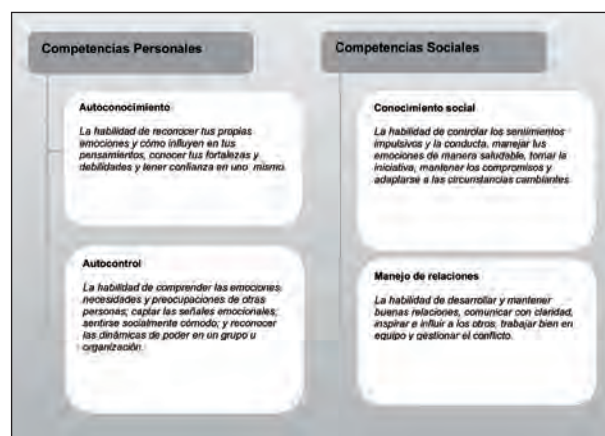 Competencias Personales
Autoconocimiento
La habilidad de reconocer tus propias
emociones y cómo influyen en tus
pensamientos, conocer tus fortalezas y
debilidades y tener confianza en uno mismo.
Autocontrol
La habilidad de comprender las emociones,
necesidades y preocupaciones de otras
personas; captar las señales emocionales;
sentirse socialmente cómodo; y reconocer
las dinámicas de poder en un grupo u
organización.
Competencias Sociales
Conocimiento social
La habilidad de controlar los sentimientos
impulsivos y la conducta, manejar tus
emociones de manera saludable, tomar la
iniciativa, mantener los compromisos y
adaptarse a las circunstancias cambiantes.
Manejo de relaciones
La habilidad de desarrollar y mantener
buenas relaciones, comunicar con claridad,
inspirar e influir a los otros, trabajar bien en
equipo y gestionar el conflicto.